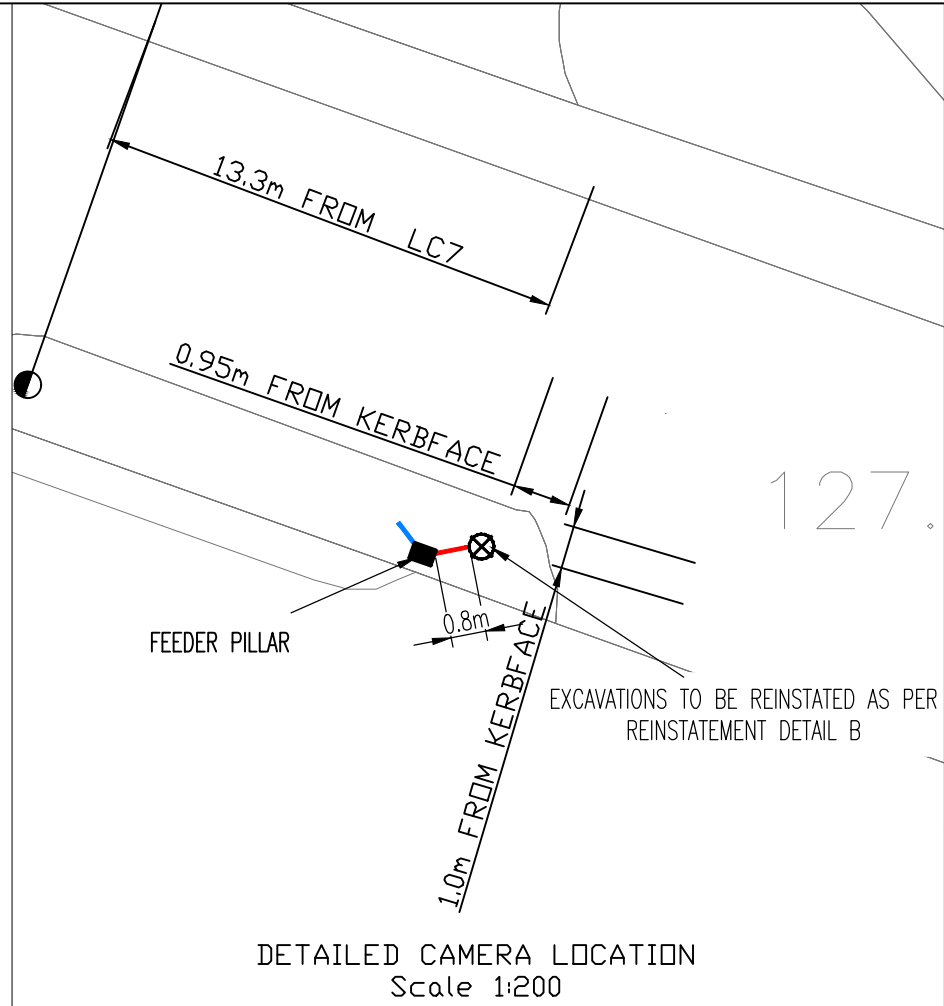 13.3m FROM LC7
0.95m FROM KERBFACE
127.
0.8m
FEEDER PILLAR
1.0m FROM KERBFACE
EXCAVATIONS TO BE REINSTATED AS PER
REINSTATEMENT DETAIL B
DETAILED CAMERA LOCATION
Scale 1:200